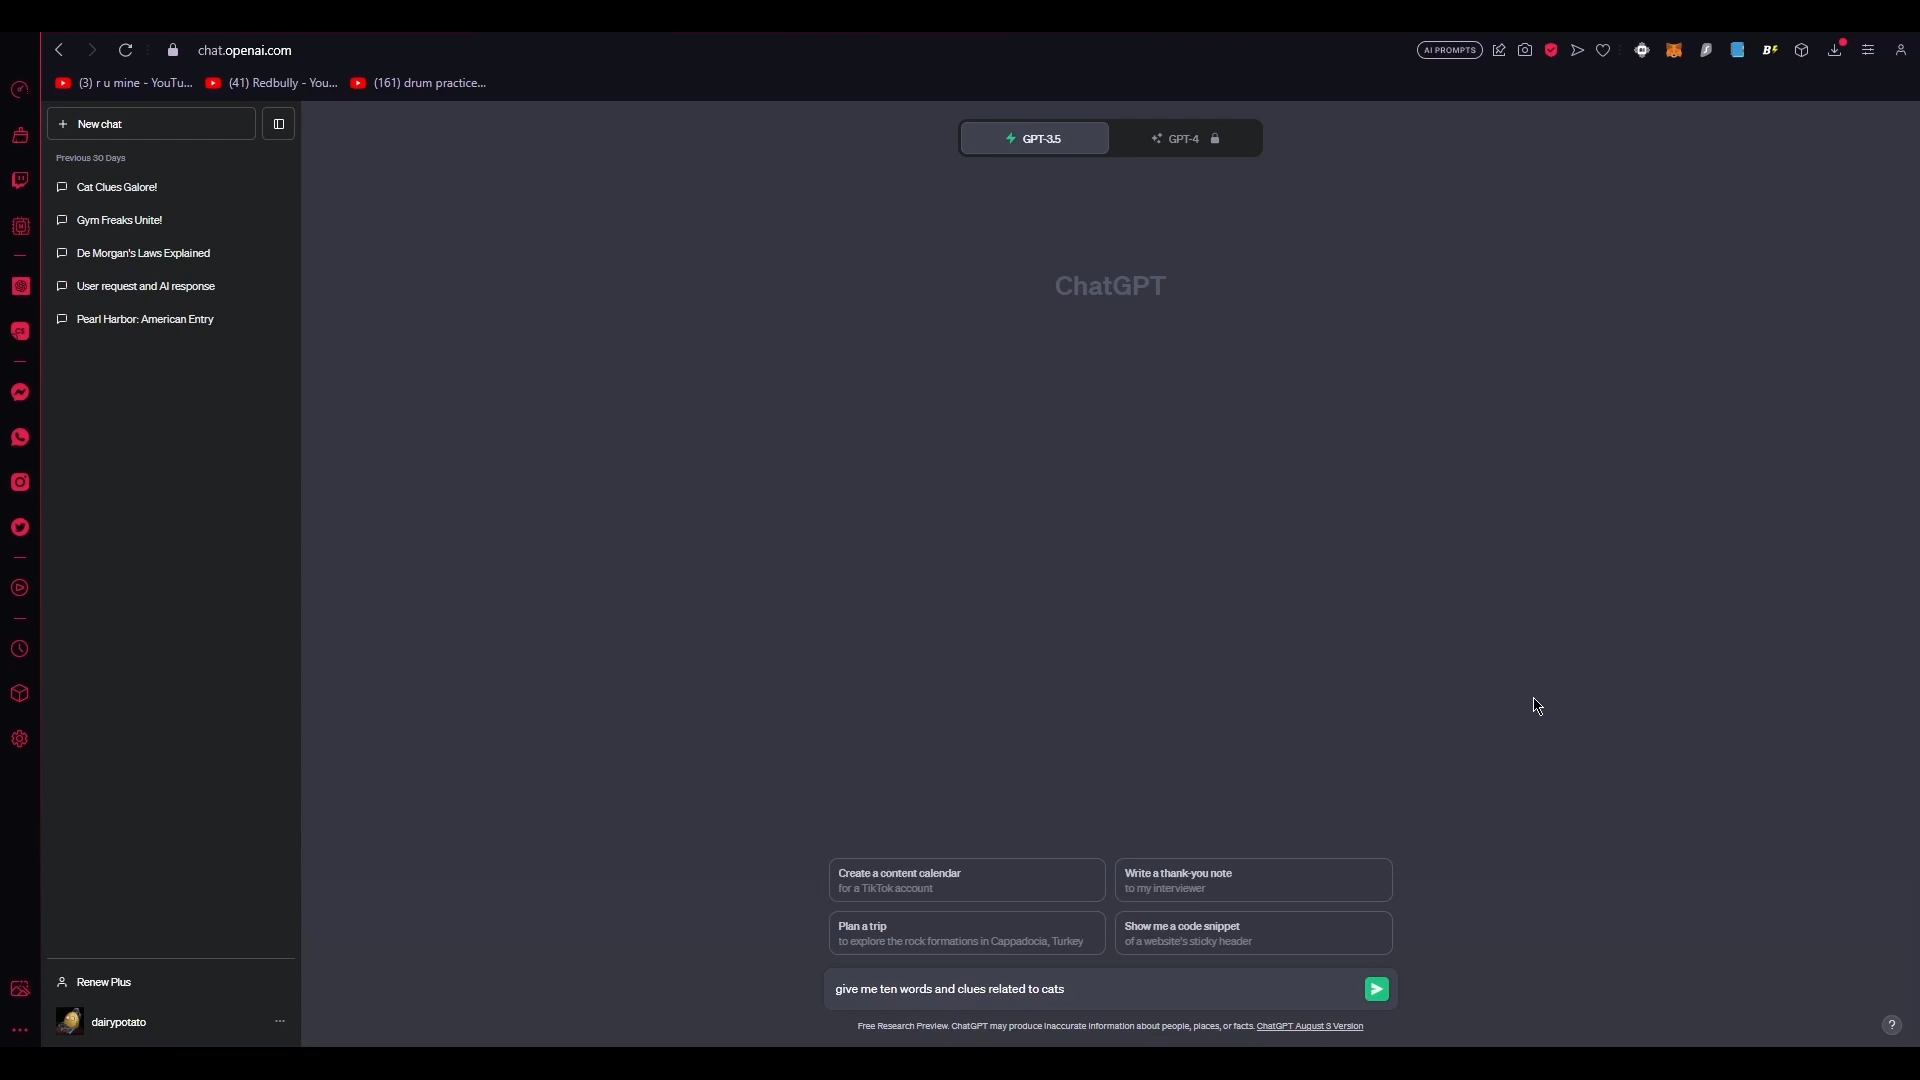 chat.openai.com
AI PROMPTS
(3) r u mine - YouTu...
(41) Redbully - You...
(161) drum practice...
New chat
Previous 30 Days
Cat Clues Galore!
Gym Freaks Unite!
De Morgan's Laws Explained
User request and AI response
Pearl Harbor: American Entry
GPT-3.5
GPT-4
ChatGPT
Create a content calendar
for a TikTok account
Write a thank-you note
to my interviewer
Plan a trip
to explore the rock formations in Cappadocia, Turkey
Show me a code snippet
of a website's sticky header
give me ten words and clues related to cats
Free Research Preview. ChatGPT may produce inaccurate information about people, places, or facts. ChatGPT August 3 Version
Renew Plus
dairypotato
?